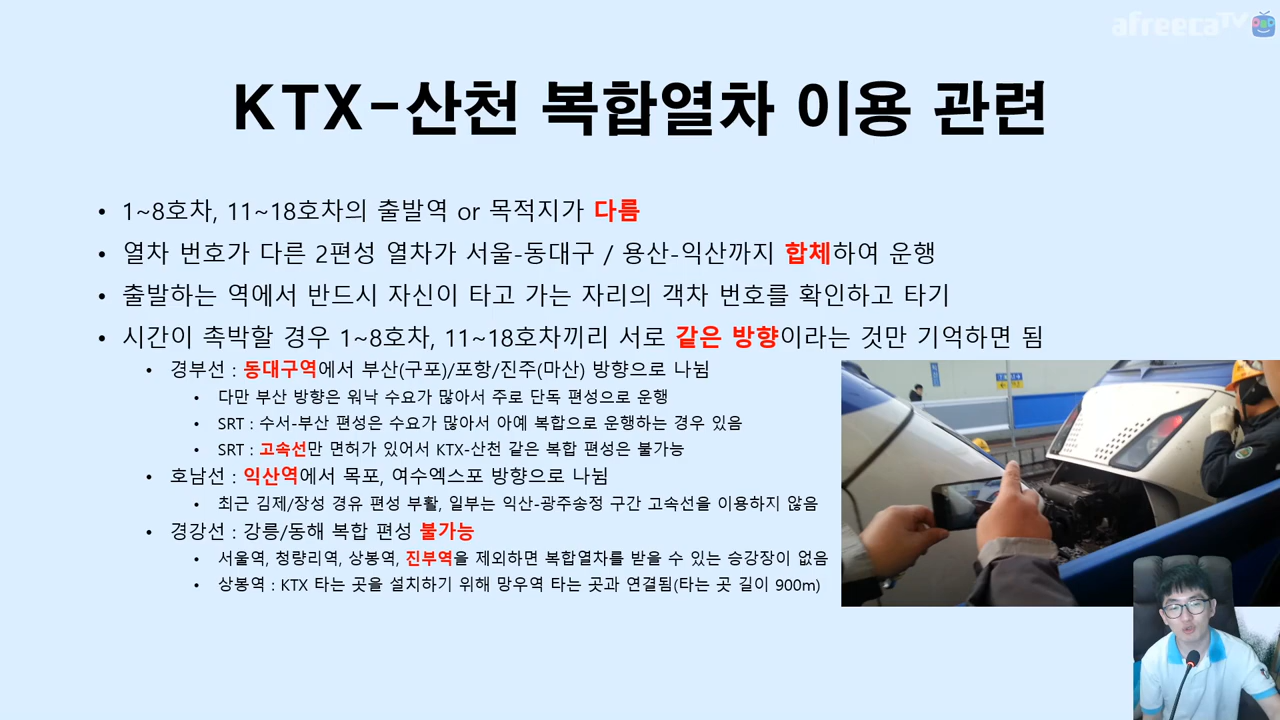 afreecaTV
KTX-산천 복합열차 이용 관련
• 1~8호차, 11~18호차의 출발역 or 목적지가 다름
• 열차 번호가 다른 2편성 열차가 서울-동대구 / 용산-익산까지 합체하여 운행
• 출발하는 역에서 반드시 자신이 타고 가는 자리의 객차 번호를 확인하고 타기
• 시간이 촉박할 경우 1~8호차, 11~18호차끼리 서로 같은 방향이라는 것만 기억하면 됨
• 경부선 : 동대구역에서 부산(구포)/포항/진주(마산) 방향으로 나뉨
• 다만 부산 방향은 워낙 수요가 많아서 주로 단독 편성으로 운행
• SRT : 수서-부산 편성은 수요가 많아서 아예 복합으로 운행하는 경우 있음
• SRT : 고속선만 면허가 있어서 KTX-산천 같은 복합 편성은 불가능
• 호남선 : 익산역에서 목포, 여수엑스포 방향으로 나뉨
• 최근 김제/장성 경유 편성 부활, 일부는 익산-광주송정 구간 고속선을 이용하지 않음
• 경강선 : 강릉/동해 복합 편성 불가능
• 서울역, 청량리역, 상봉역, 진부역을 제외하면 복합열차를 받을 수 있는 승강장이 없음
• 상봉역 : KTX 타는 곳을 설치하기 위해 망우역 타는 곳과 연결됨(타는 곳 길이 900m)